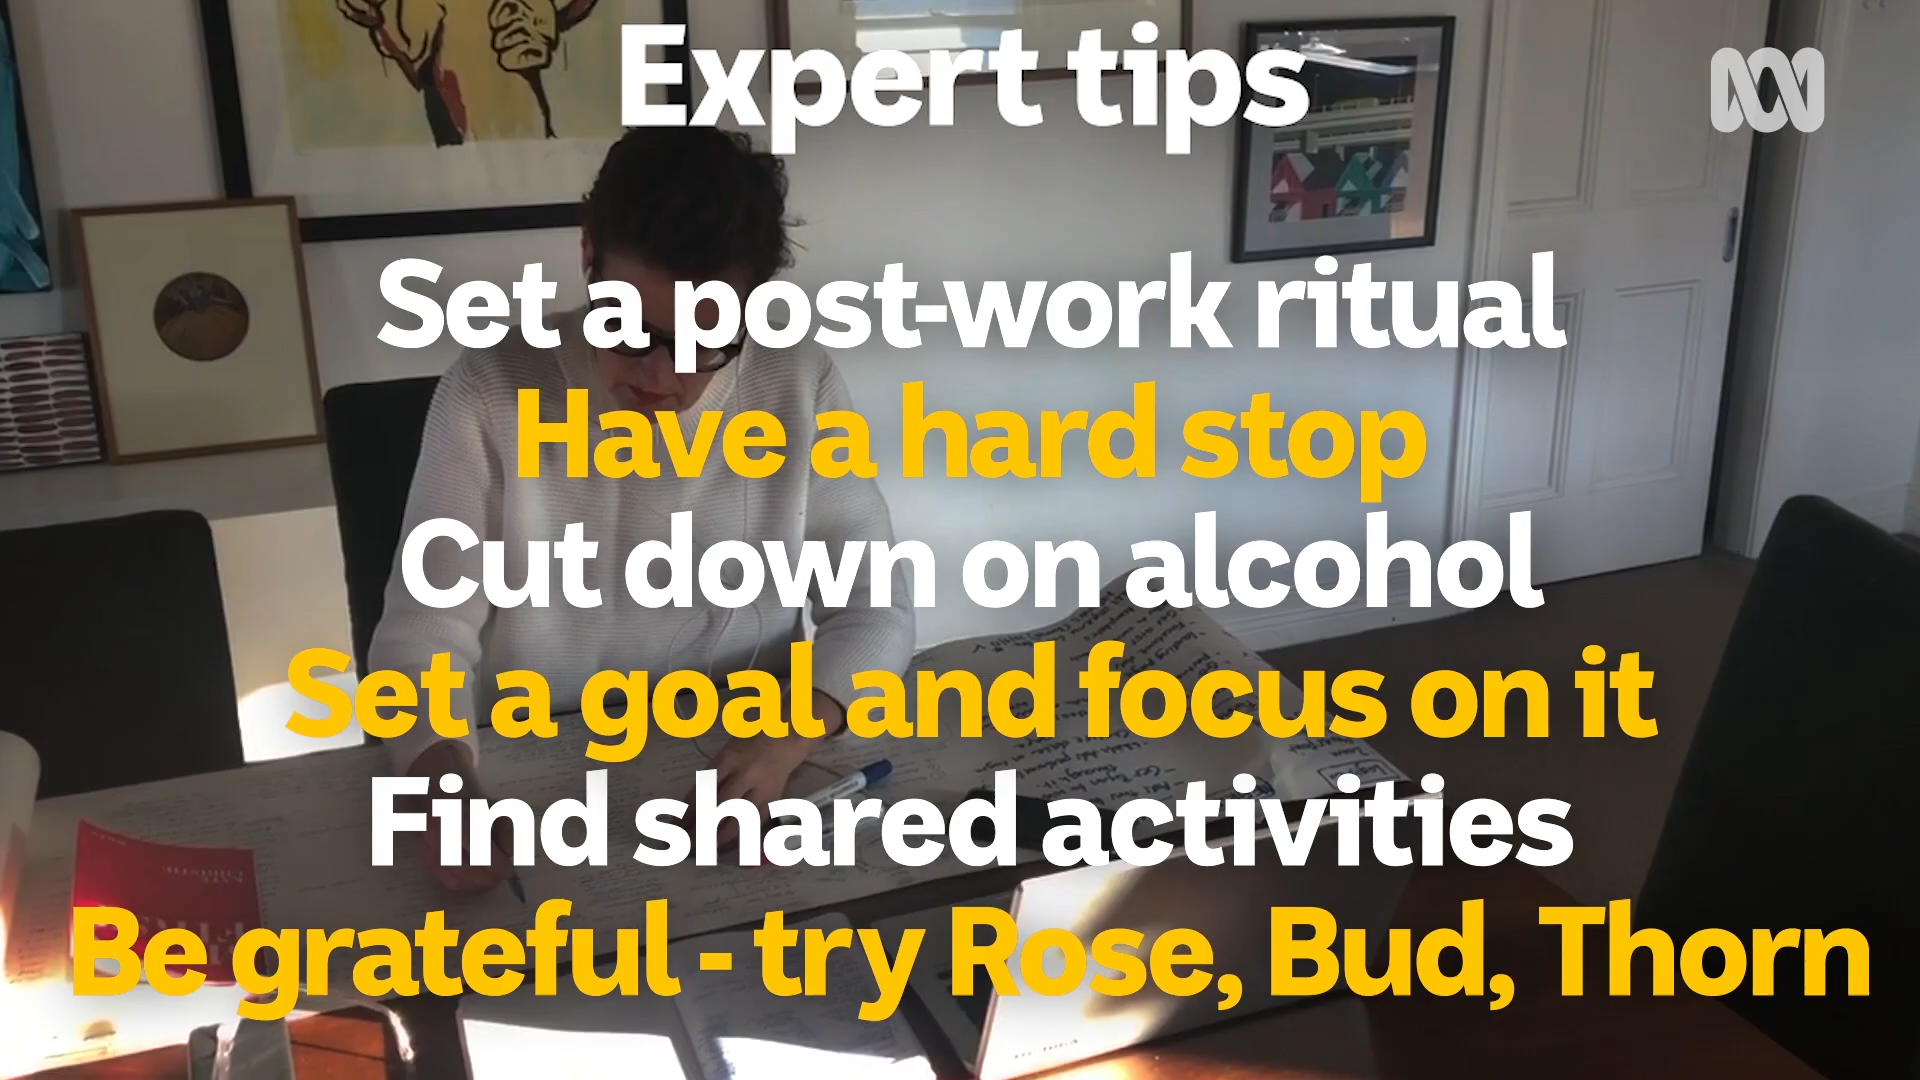 Expert tips
Set a post-work ritual
Have a hard stop
Cut down on alcohol
Set a goal and focus on it
Find shared activities
Be grateful - try Rose, Bud, Thorn